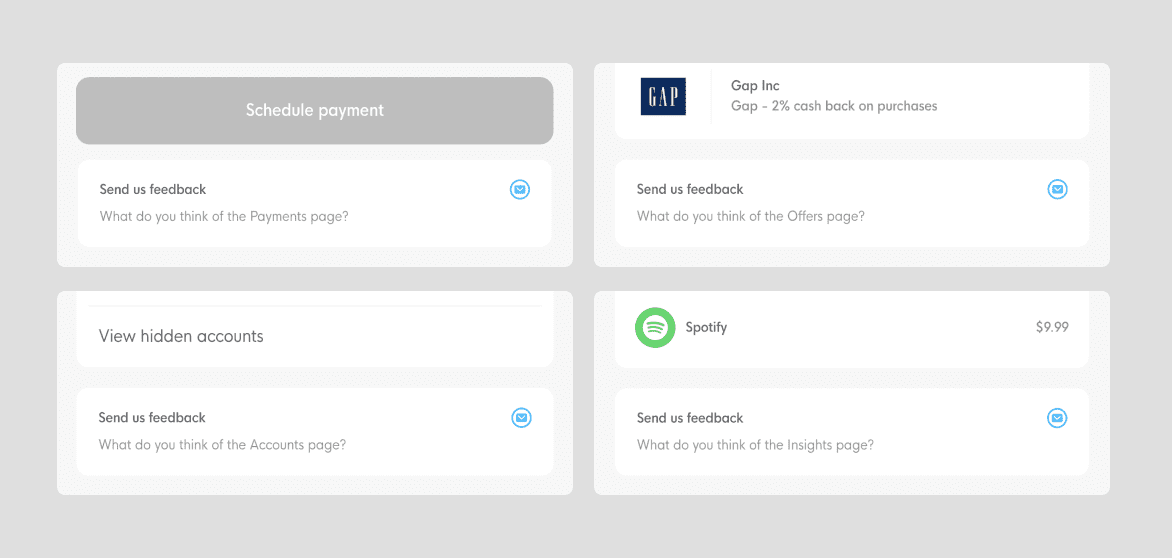 Schedule payment
Send us feedback
What do you think of the Payments page?
GAP
Gap Inc
Gap - 2% cash back on purchases
Send us feedback
What do you think of the Offers page?
View hidden accounts
Send us feedback
What do you think of the Accounts page?
Spotify $9.99
Send us feedback
What do you think of the Insights page?